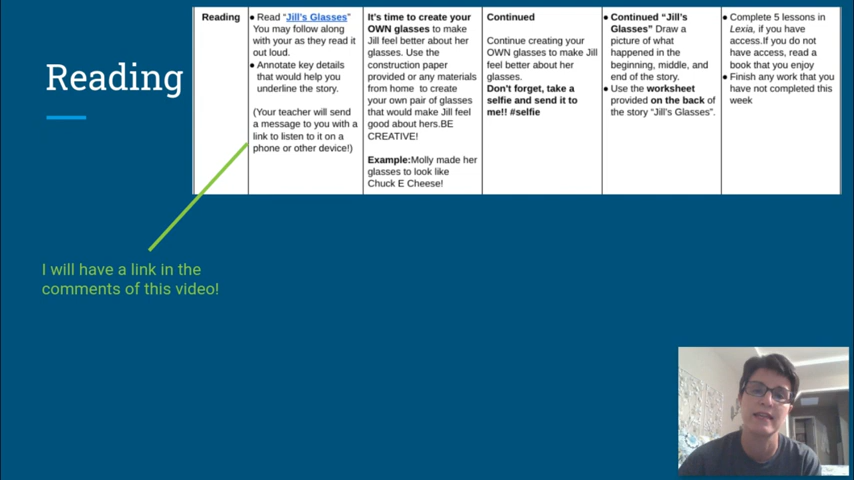 Reading
Reading
● Read “Jill’s Glasses”
You may follow along
with your as they read it
out loud.
● Annotate key details
that would help you
underline the story.
(Your teacher will send
a message to you with a
link to listen to it on a
phone or other device!)
It’s time to create your
OWN glasses to make
Jill feel better about her
glasses. Use the
construction paper
provided or any materials
from home  to create
your own pair of glasses
that would make Jill feel
good about hers.BE
CREATIVE!
Example:Molly made her
glasses to look like
Chuck E Cheese!
Continued
Continue creating your
OWN glasses to make Jill
feel better about her
glasses.
Don’t forget, take a
selfie and send it to
me!! #selfie
● Continued “Jill’s
Glasses” Draw a
picture of what
happened in the
beginning, middle, and
end of the story.
● Use the worksheet
provided on the back of
the story “Jill’s Glasses”.
● Complete 5 lessons in
Lexia, if you have
access.If you do not
have access, read a
book that you enjoy
● Finish any work that you
have not completed this
week
I will have a link in the
comments of this video!